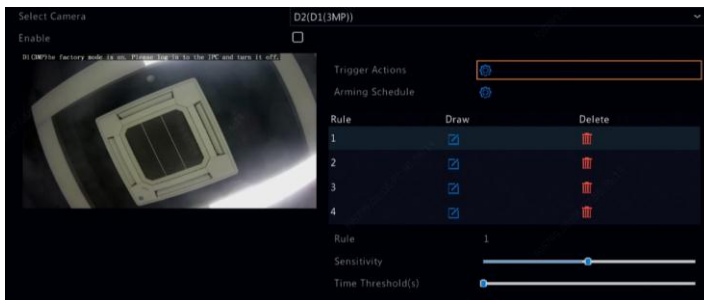 Select Camera D2(D1(3MP))
Enable
D1(3MP)he factory mode is on. Please log in to the IPC and turn it off.
Trigger Actions
Arming Schedule
Rule Draw Delete
1
2
3
4
Rule 1
Sensitivity
Time Threshold(s)